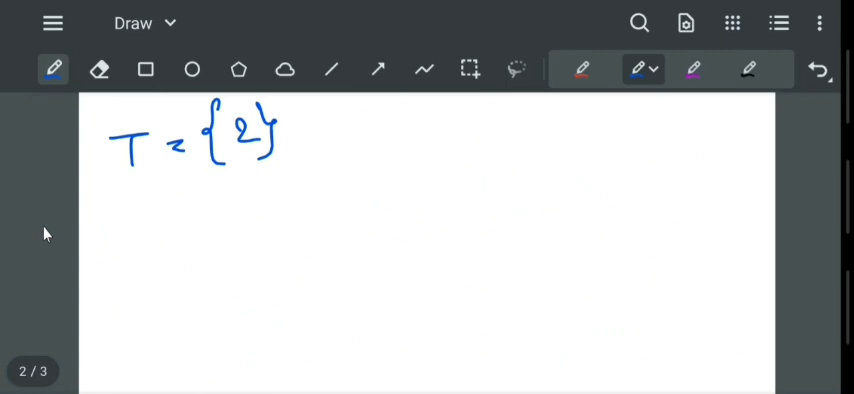 Draw
T = {2}
2 / 3